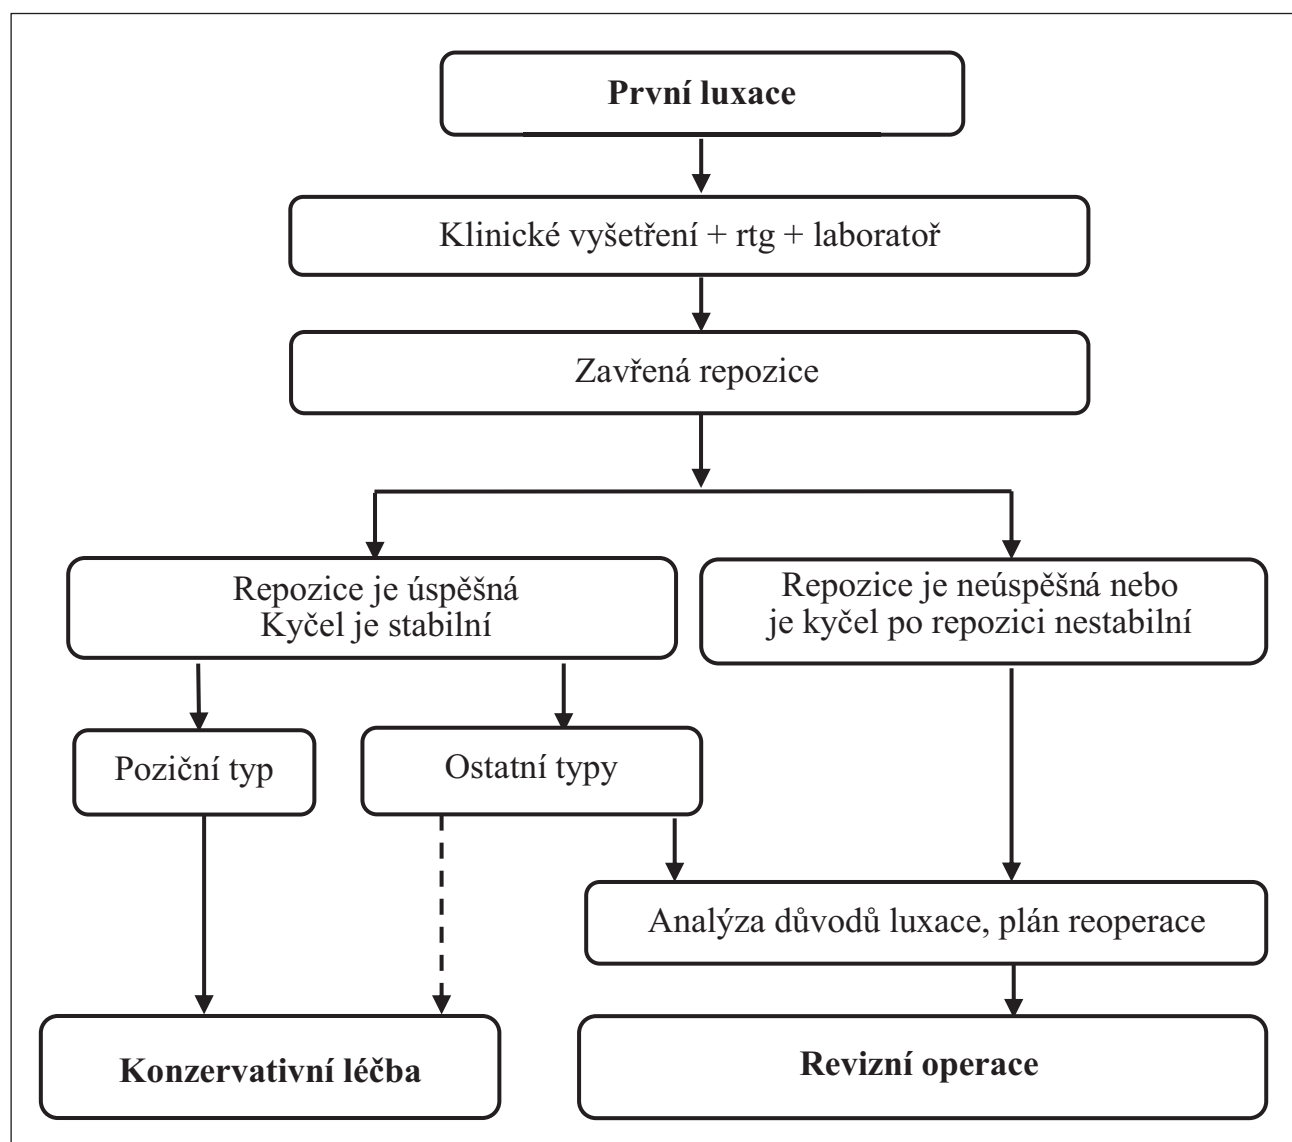 První luxace
Klinické vyšetření + rtg + laboratoř
Zavřená repozice
Repozice je úspěšná
Kyčel je stabilní
Repozice je neúspěšná nebo
je kyčel po repozici nestabilní
Poziční typ
Ostatní typy
Analýza důvodů luxace, plán reoperace
Konzervativní léčba
Revizní operace